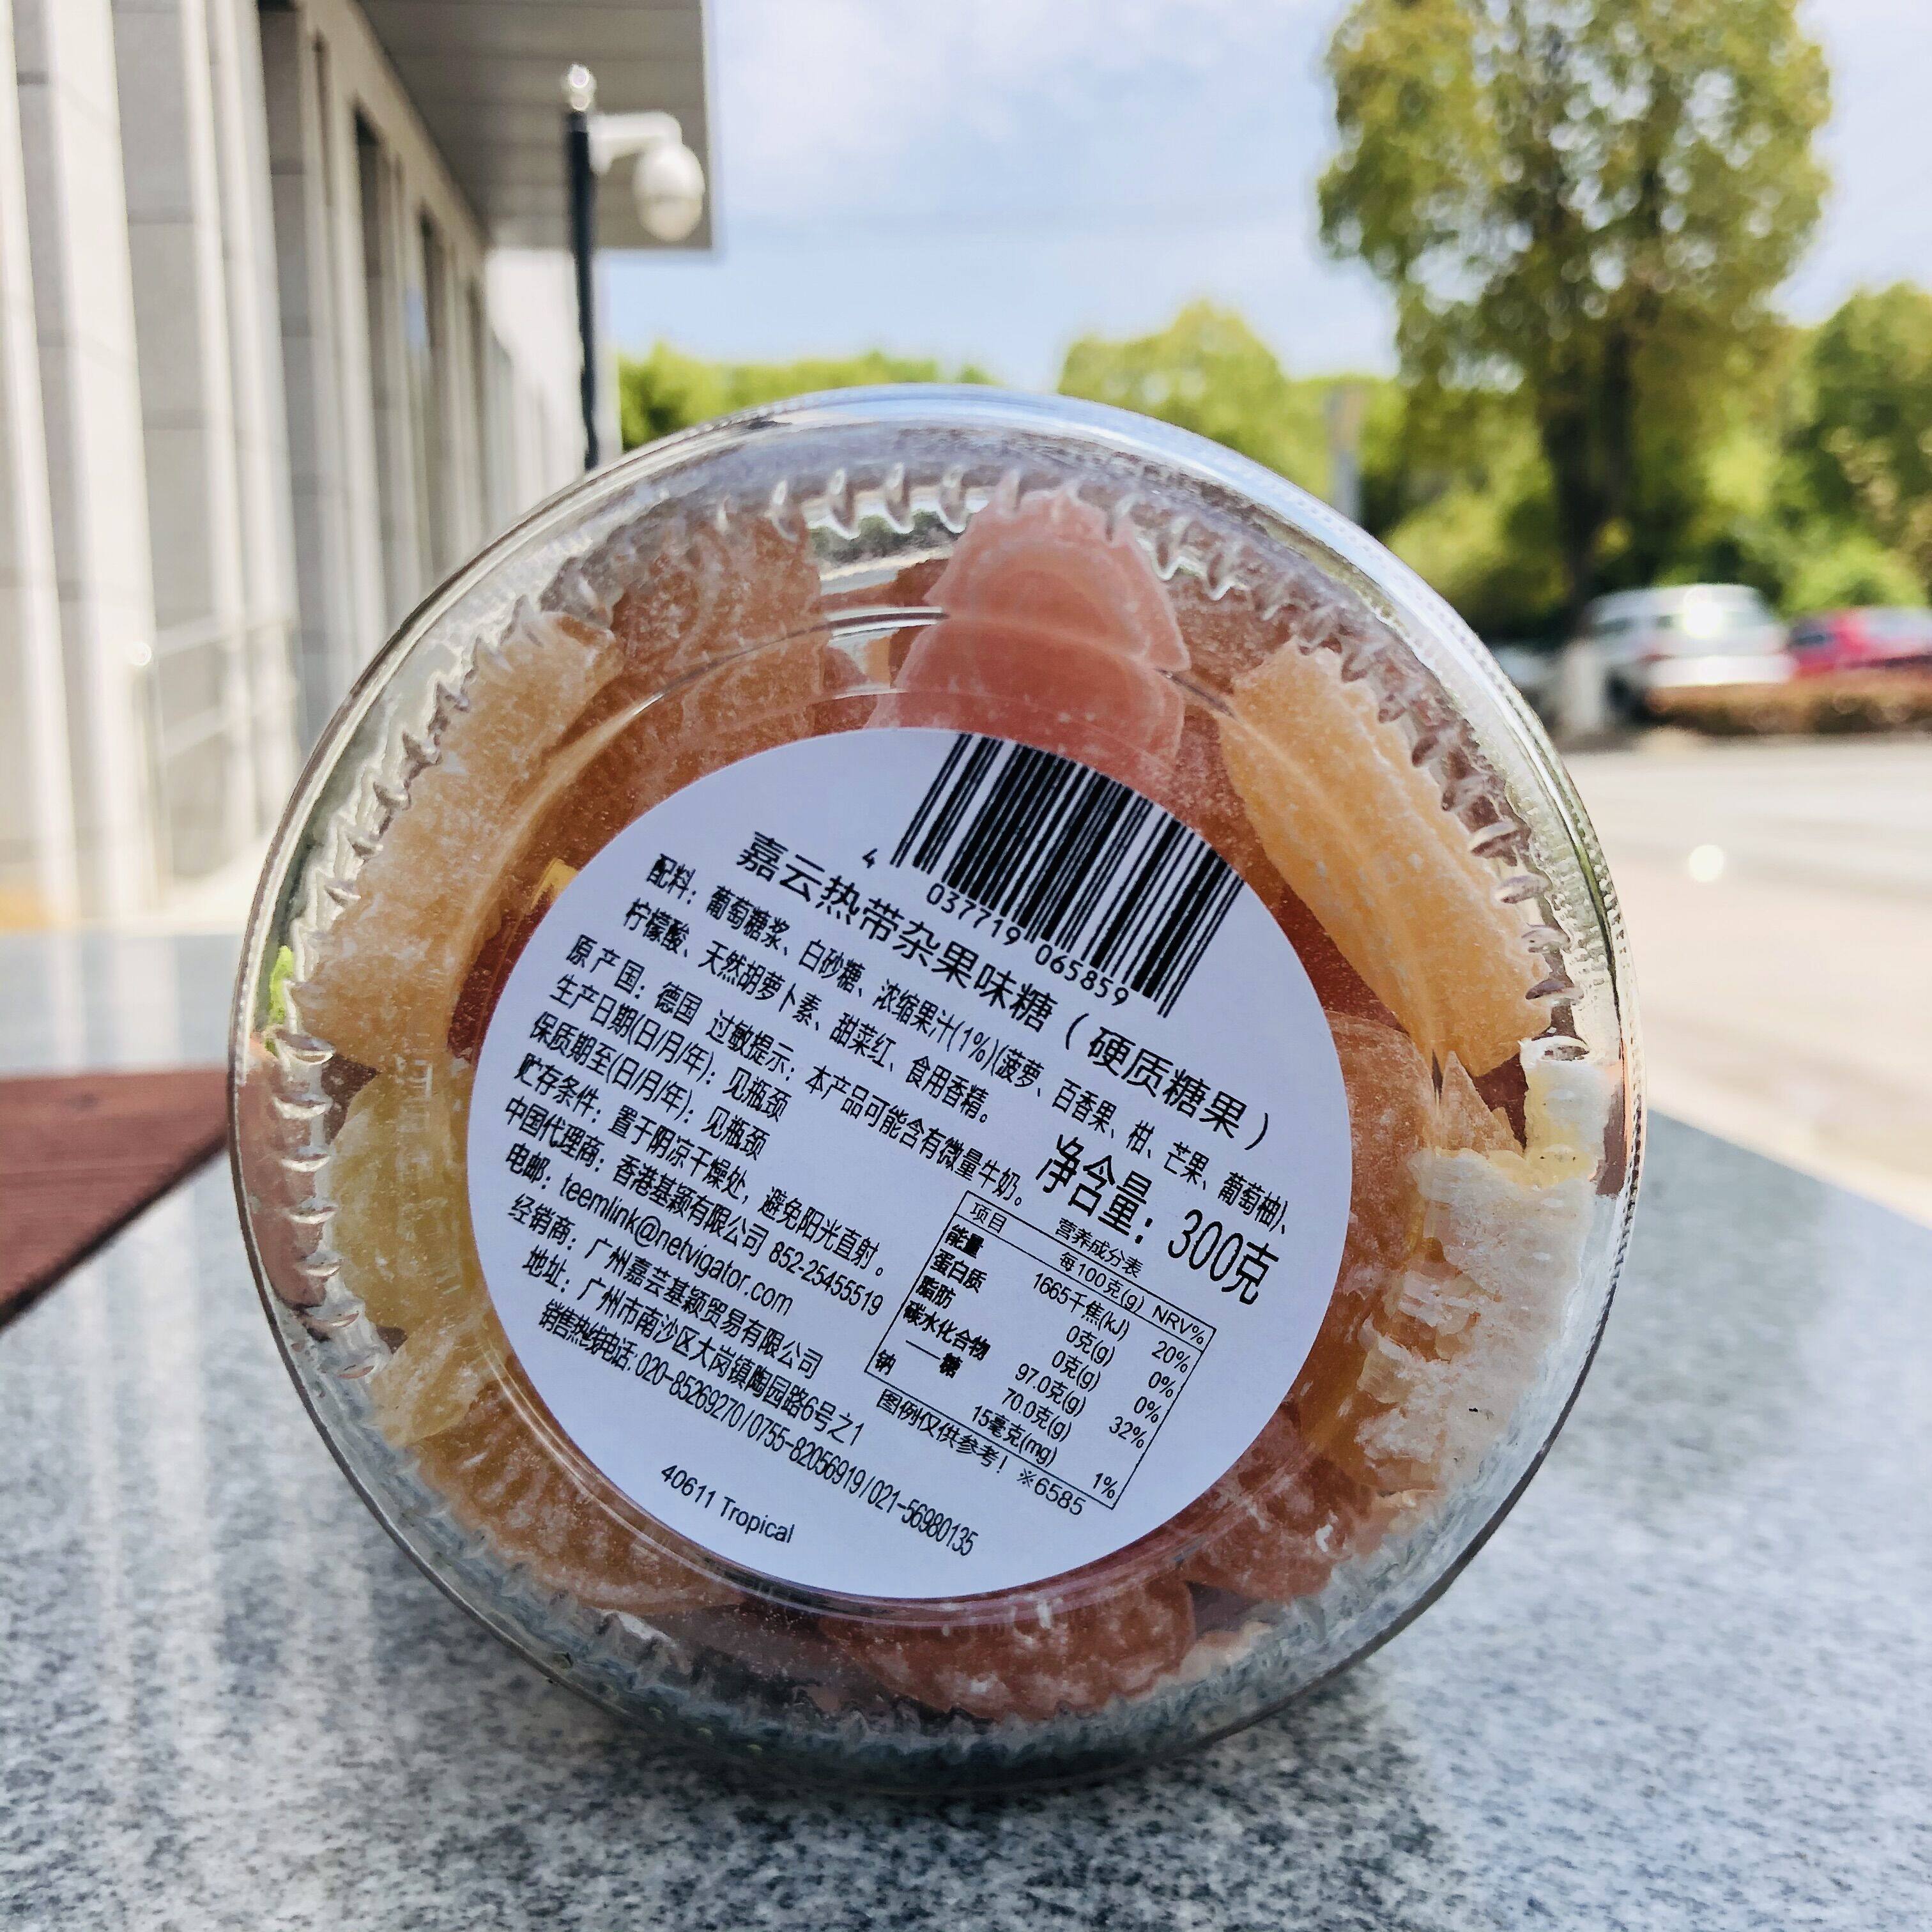 4 037719 065859
嘉云热带杂果味糖（硬质糖果）
配料：葡萄糖浆、白砂糖、浓缩果汁(1%)(菠萝、百香果、柑、芒果、葡萄柚)、
柠檬酸、天然胡萝卜素、甜菜红、食用香精。
原产国：德国 过敏提示：本产品可能含有微量牛奶。
生产日期(日/月/年)：见瓶颈
保质期至(日/月/年)：见瓶颈
净含量：300克
贮存条件：置于阴凉干燥处，避免阳光直射。
中国代理商：香港基颖有限公司 852-25455519
电邮：teemlink@netvigator.com
经销商：广州嘉芸基颖贸易有限公司
地址：广州市南沙区大岗镇陶园路6号之1
销售热线电话：020-85269270/0755-82056919/021-56980135
40611 Tropical
营养成分表
项目 每100克(g) NRV%
能量 1665千焦(kJ) 20%
蛋白质 0克(g) 0%
脂肪 0克(g) 0%
碳水化合物 97.0克(g) 32%
——糖 70.0克(g)
钠 15毫克(mg) 1%
图例仅供参考！※6585